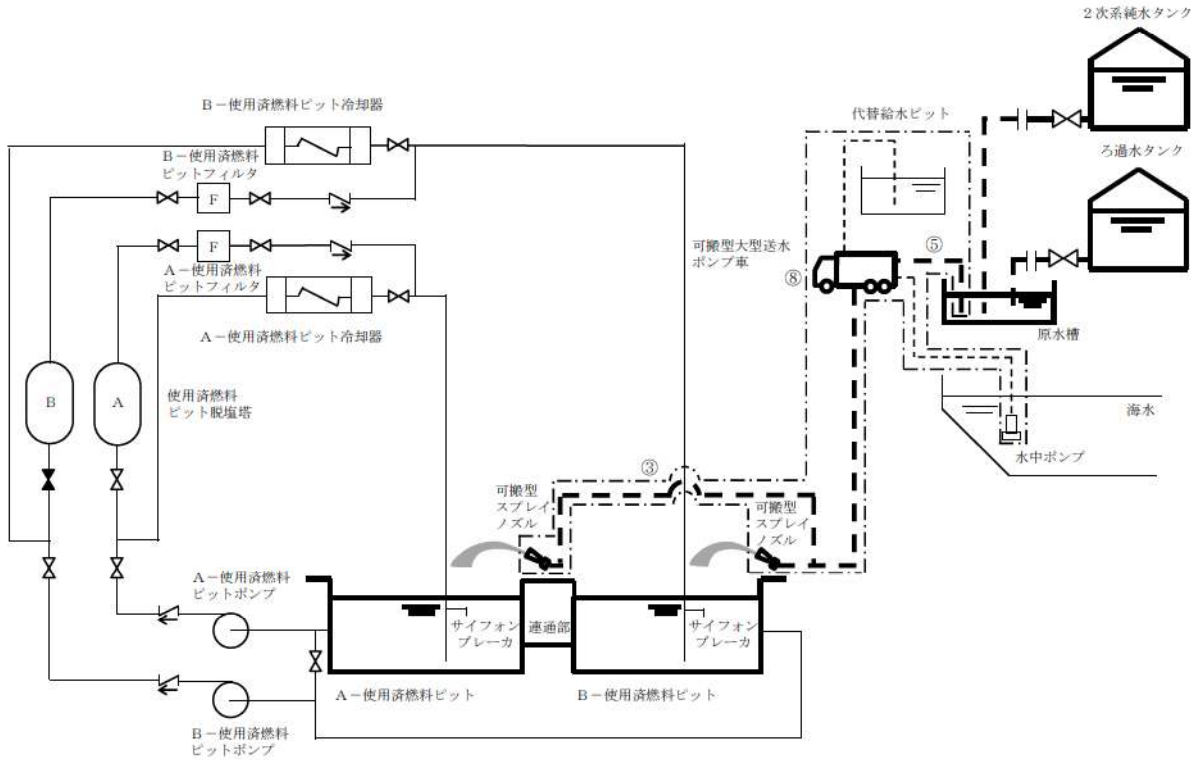 2次系純水タンク
B－使用済燃料ピット冷却器
代替給水ピット
ろ過水タンク
B－使用済燃料
ピットフィルタ
F
F
A－使用済燃料
ピットフィルタ
可搬型大型送水
ポンプ車
⑤
⑧
原水槽
A－使用済燃料ピット冷却器
B
A
使用済燃料
ピット脱塩塔
海水
水中ポンプ
③
可搬型
スプレイ
ノズル
可搬型
スプレイ
ノズル
A－使用済燃料
ピットポンプ
サイフォン
ブレーカ
連通部
サイフォン
ブレーカ
A－使用済燃料ピット
B－使用済燃料ピット
B－使用済燃料
ピットポンプ